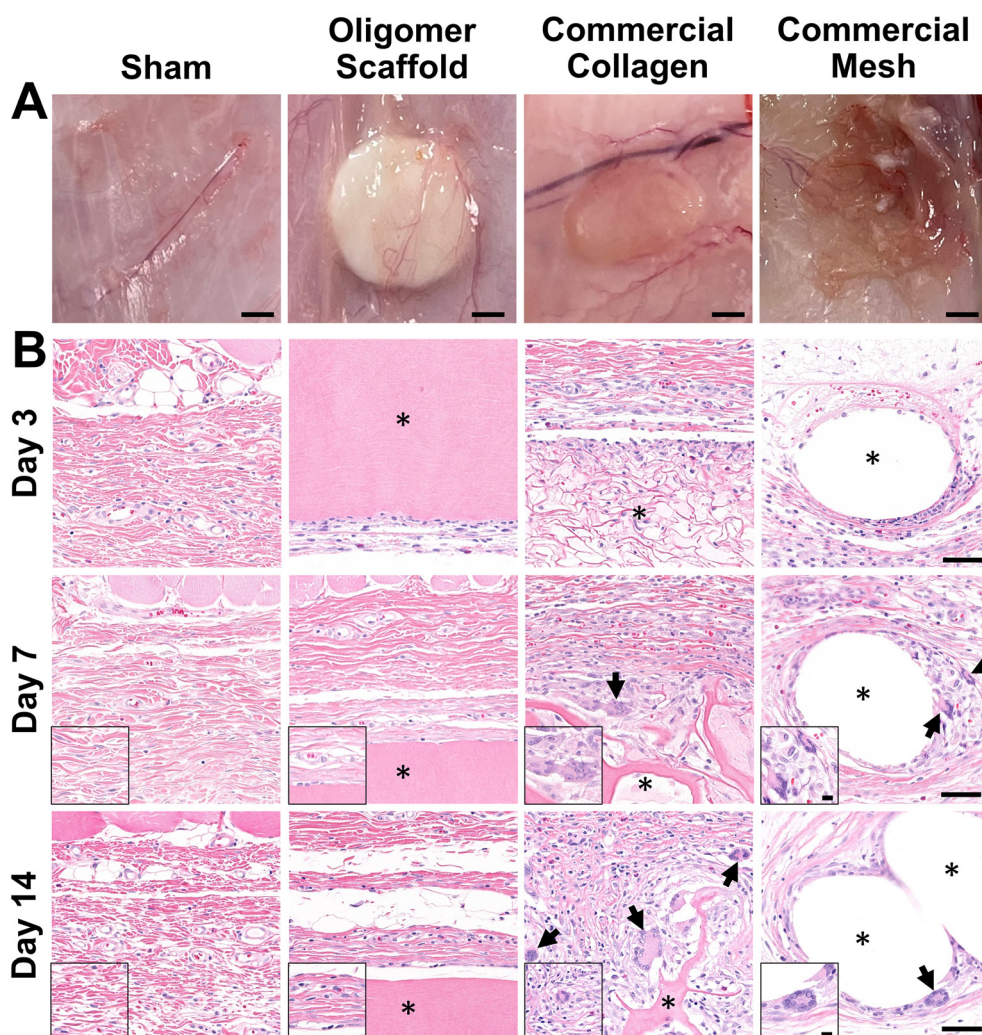 Sham
Oligomer
Scaffold
Commercial
Collagen
Commercial
Mesh
A
B
Day 3
*
*
*
Day 7
*
*
*
Day 14
*
*
*
*